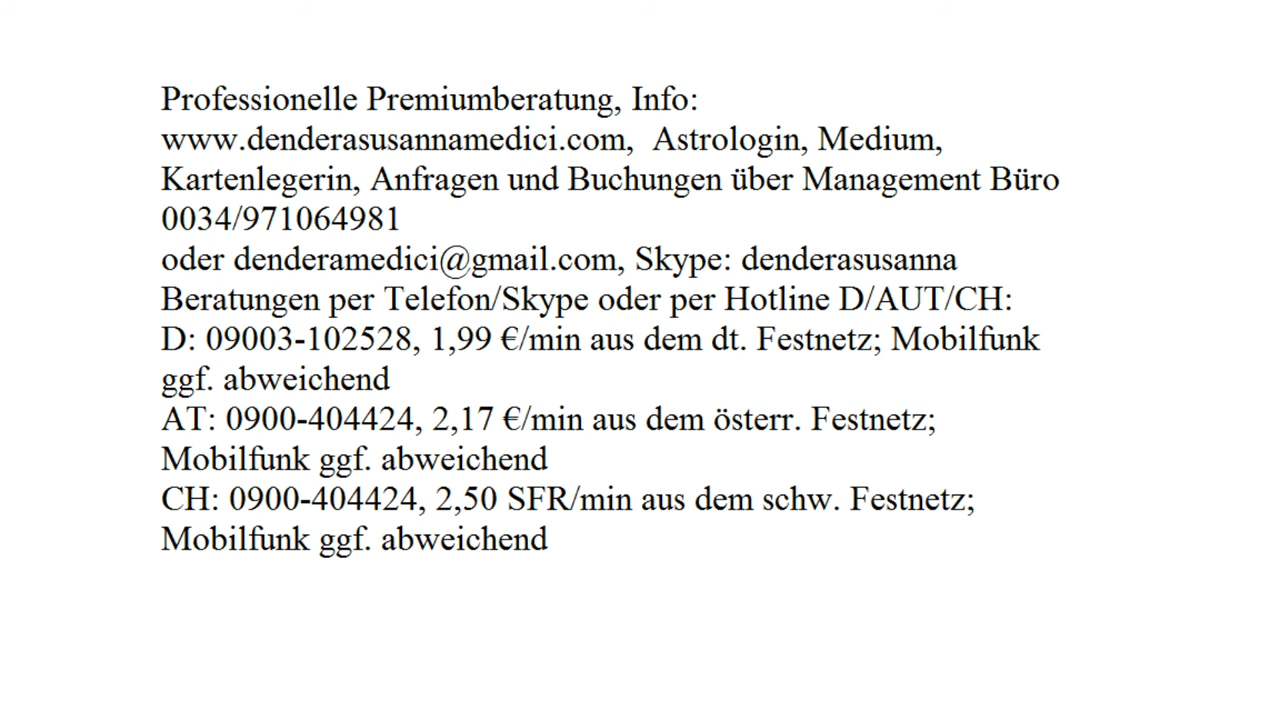 Professionelle Premiumberatung, Info:
www.denderasusannamedici.com,  Astrologin, Medium,
Kartenlegerin, Anfragen und Buchungen über Management Büro
0034/971064981
oder denderamedici@gmail.com, Skype: denderasusanna
Beratungen per Telefon/Skype oder per Hotline D/AUT/CH:
D: 09003-102528, 1,99 €/min aus dem dt. Festnetz; Mobilfunk
ggf. abweichend
AT: 0900-404424, 2,17 €/min aus dem österr. Festnetz;
Mobilfunk ggf. abweichend
CH: 0900-404424, 2,50 SFR/min aus dem schw. Festnetz;
Mobilfunk ggf. abweichend